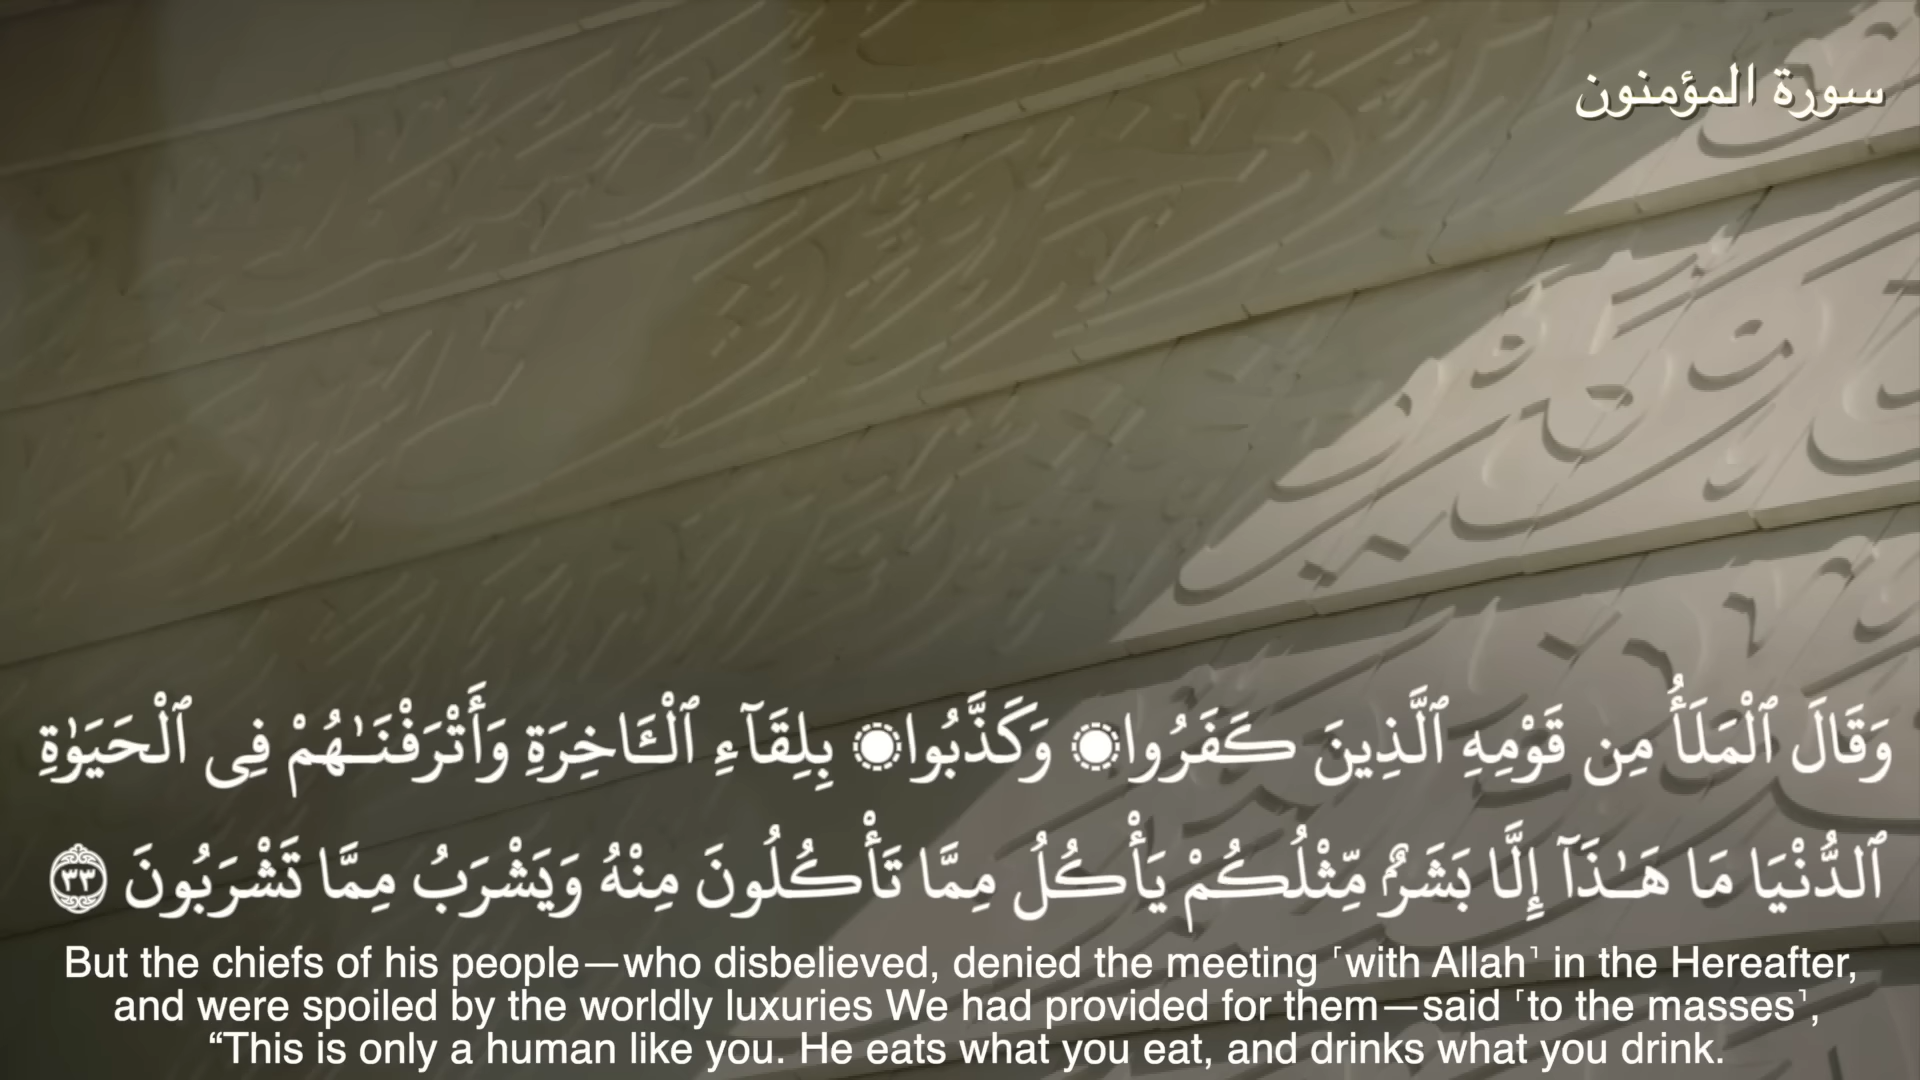 سورة المؤمنون
وَقَالَ ٱلْمَلَأُ مِن قَوْمِهِ ٱلَّذِينَ كَفَرُوا۟ وَكَذَّبُوا۟ بِلِقَآءِ ٱلْـَٔاخِرَةِ وَأَتْرَفْنَـٰهُمْ فِى ٱلْحَيَوٰةِ
ٱلدُّنْيَا مَا هَـٰذَآ إِلَّا بَشَرٌ مِّثْلُكُمْ يَأْكُلُ مِمَّا تَأْكُلُونَ مِنْهُ وَيَشْرَبُ مِمَّا تَشْرَبُونَ ٣٣
But the chiefs of his people—who disbelieved, denied the meeting ˹with Allah˺ in the Hereafter,
and were spoiled by the worldly luxuries We had provided for them—said ˹to the masses˺,
“This is only a human like you. He eats what you eat, and drinks what you drink.